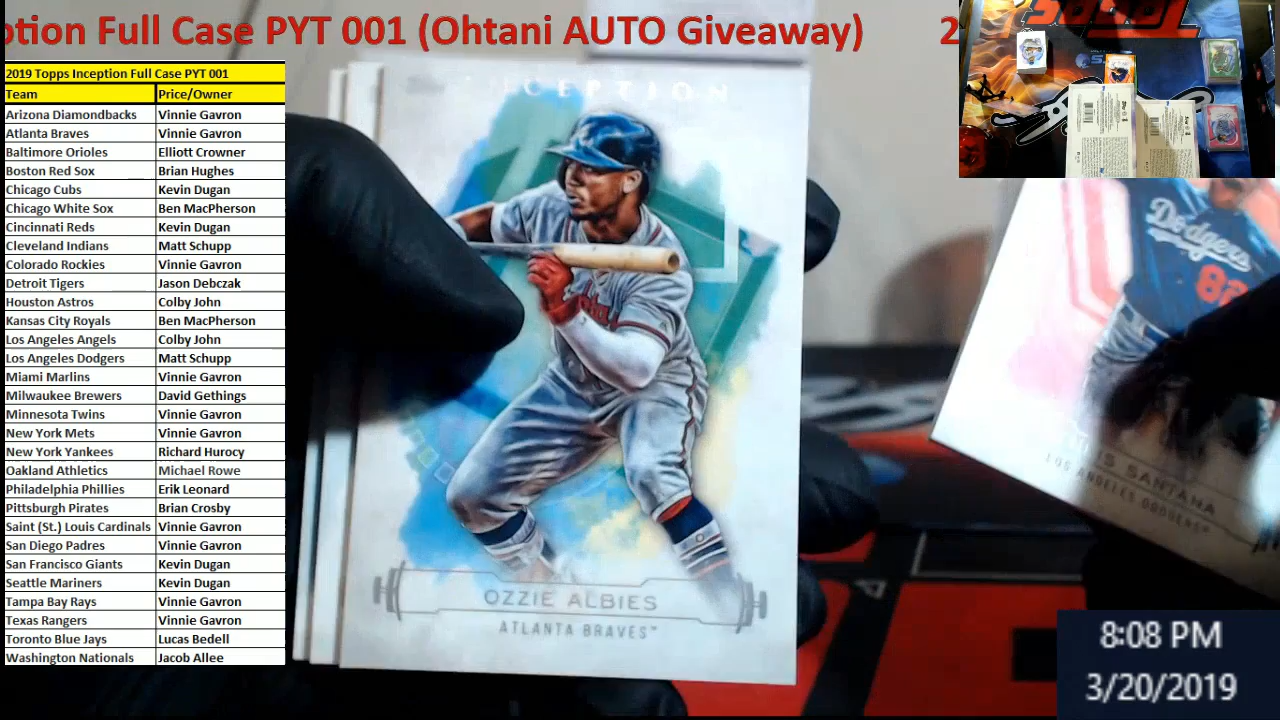 ption Full Case PYT 001 (Ohtani AUTO Giveaway) 2
2019 Topps Inception Full Case PYT 001
Team Price/Owner
Arizona Diamondbacks Vinnie Gavron
Atlanta Braves Vinnie Gavron
Baltimore Orioles Elliott Crowner
Boston Red Sox Brian Hughes
Chicago Cubs Kevin Dugan
Chicago White Sox Ben MacPherson
Cincinnati Reds Kevin Dugan
Cleveland Indians Matt Schupp
Colorado Rockies Vinnie Gavron
Detroit Tigers Jason Debczak
Houston Astros Colby John
Kansas City Royals Ben MacPherson
Los Angeles Angels Colby John
Los Angeles Dodgers Matt Schupp
Miami Marlins Vinnie Gavron
Milwaukee Brewers David Gethings
Minnesota Twins Vinnie Gavron
New York Mets Vinnie Gavron
New York Yankees Richard Hurocy
Oakland Athletics Michael Rowe
Philadelphia Phillies Erik Leonard
Pittsburgh Pirates Brian Crosby
Saint (St.) Louis Cardinals Vinnie Gavron
San Diego Padres Vinnie Gavron
San Francisco Giants Kevin Dugan
Seattle Mariners Kevin Dugan
Tampa Bay Rays Vinnie Gavron
Texas Rangers Vinnie Gavron
Toronto Blue Jays Lucas Bedell
Washington Nationals Jacob Allee
INCEPTION
OZZIE ALBIES
ATLANTA BRAVES™
Dodgers
82
SANTANA
LOS ANGELES DODGERS®
8:08 PM
3/20/2019